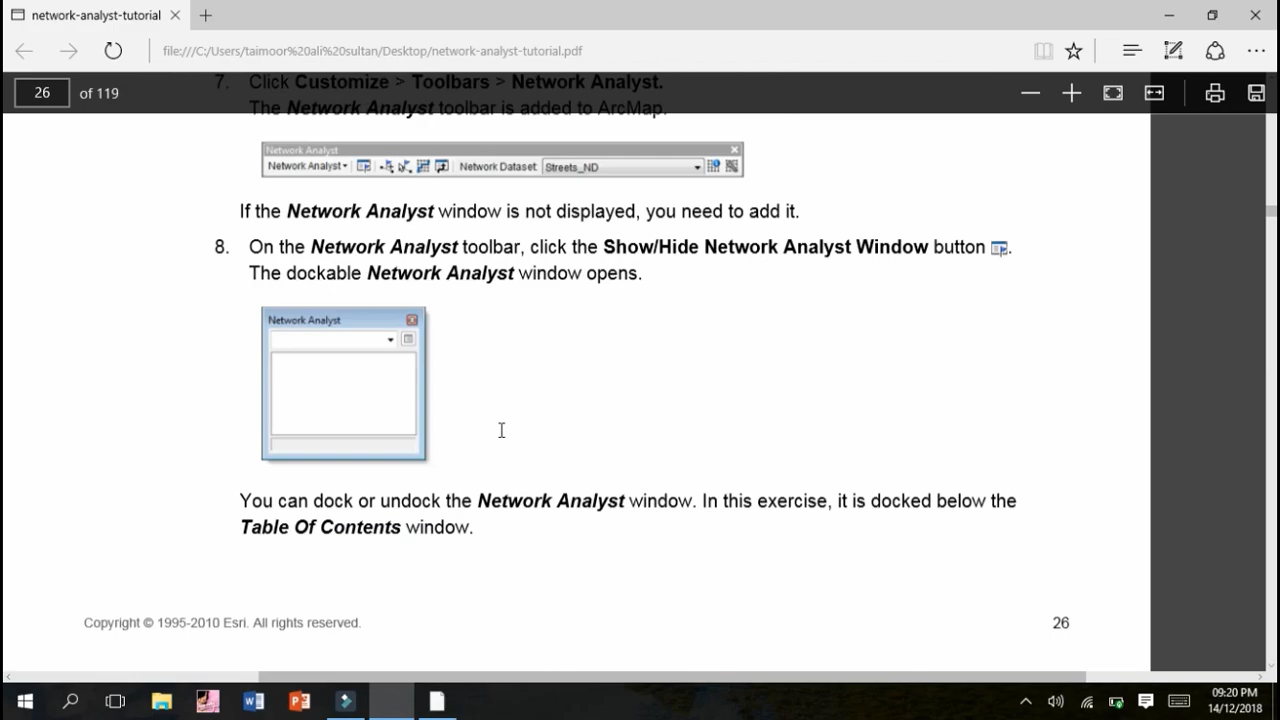 network-analyst-tutorial
file:///C:/Users/taimoor%20ali%20sultan/Desktop/network-analyst-tutorial.pdf
7. Click Customize > Toolbars > Network Analyst.
26 of 119
The Network Analyst toolbar is added to ArcMap.
Network Analyst
Network Analyst Network Dataset: Streets_ND
If the Network Analyst window is not displayed, you need to add it.
8. On the Network Analyst toolbar, click the Show/Hide Network Analyst Window button .
The dockable Network Analyst window opens.
Network Analyst
You can dock or undock the Network Analyst window. In this exercise, it is docked below the
Table Of Contents window.
Copyright © 1995-2010 Esri. All rights reserved. 26
09:20 PM
14/12/2018